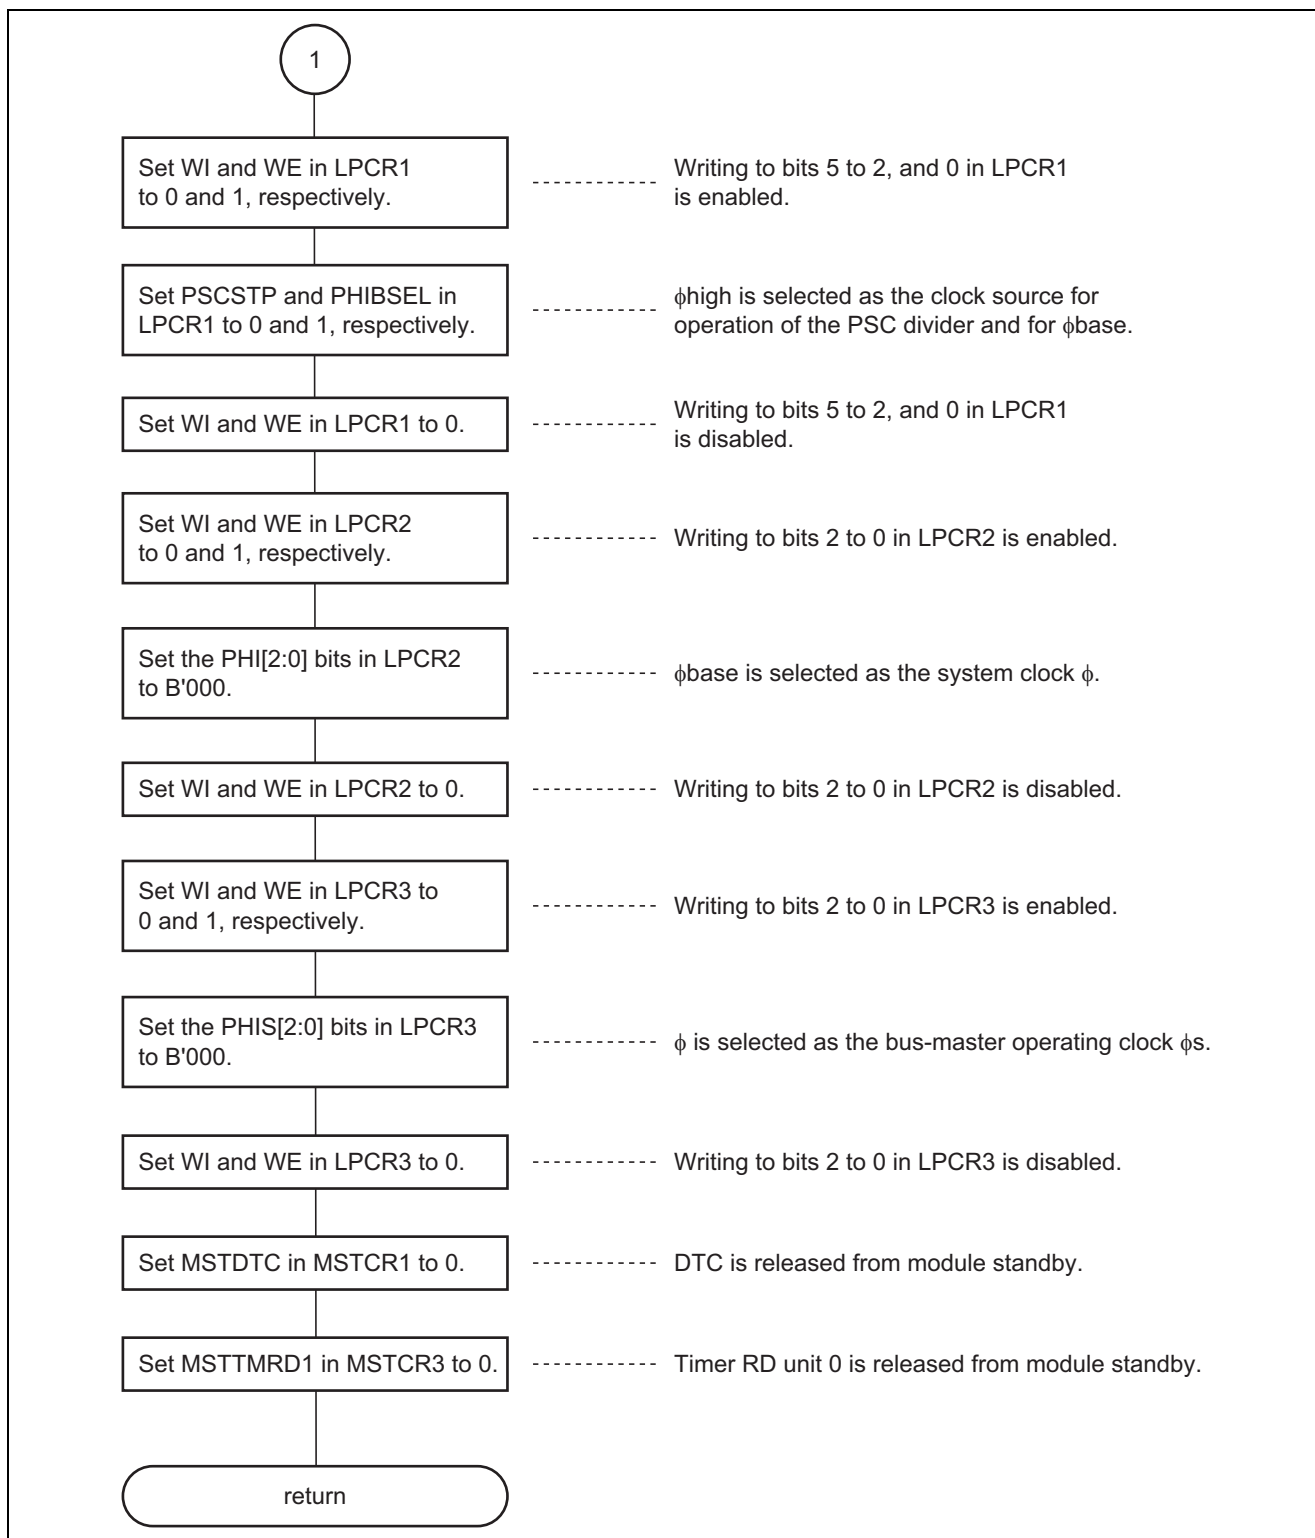 1
Set WI and WE in LPCR1
to 0 and 1, respectively.
Writing to bits 5 to 2, and 0 in LPCR1
is enabled.
Set PSCSTP and PHIBSEL in
LPCR1 to 0 and 1, respectively.
ϕhigh is selected as the clock source for
operation of the PSC divider and for ϕbase.
Set WI and WE in LPCR1 to 0.
Writing to bits 5 to 2, and 0 in LPCR1
is disabled.
Set WI and WE in LPCR2
to 0 and 1, respectively.
Writing to bits 2 to 0 in LPCR2 is enabled.
Set the PHI[2:0] bits in LPCR2
to B'000.
ϕbase is selected as the system clock ϕ.
Set WI and WE in LPCR2 to 0.
Writing to bits 2 to 0 in LPCR2 is disabled.
Set WI and WE in LPCR3 to
0 and 1, respectively.
Writing to bits 2 to 0 in LPCR3 is enabled.
Set the PHIS[2:0] bits in LPCR3
to B'000.
ϕ is selected as the bus-master operating clock ϕs.
Set WI and WE in LPCR3 to 0.
Writing to bits 2 to 0 in LPCR3 is disabled.
Set MSTDTC in MSTCR1 to 0.
DTC is released from module standby.
Set MSTTMRD1 in MSTCR3 to 0.
Timer RD unit 0 is released from module standby.
return